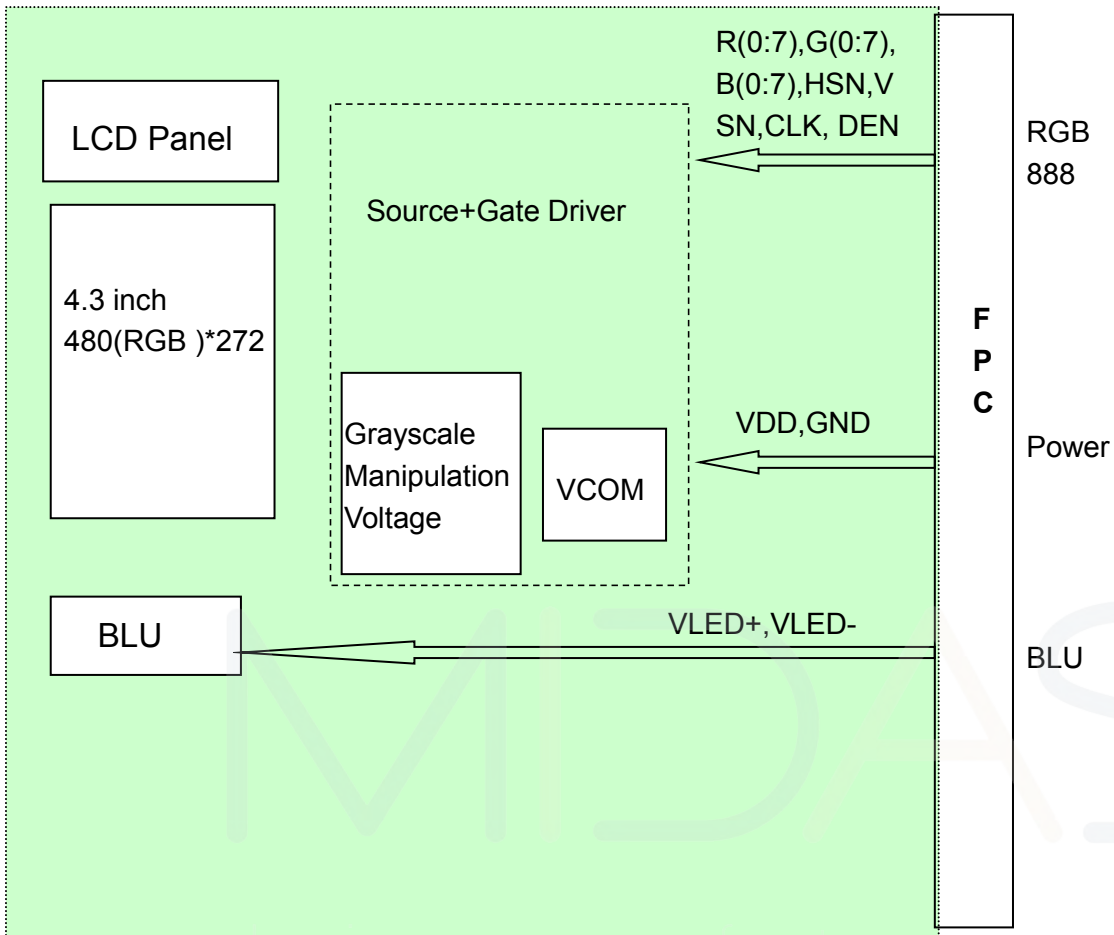 R(0:7),G(0:7),
B(0:7),HSN,V
SN,CLK, DEN
RGB
888
LCD Panel
Source+Gate Driver
4.3 inch
480(RGB )*272
F
P
C
Grayscale
Manipulation
Voltage
VCOM
VDD,GND
Power
BLU
VLED+,VLED-
BLU
MIDAS